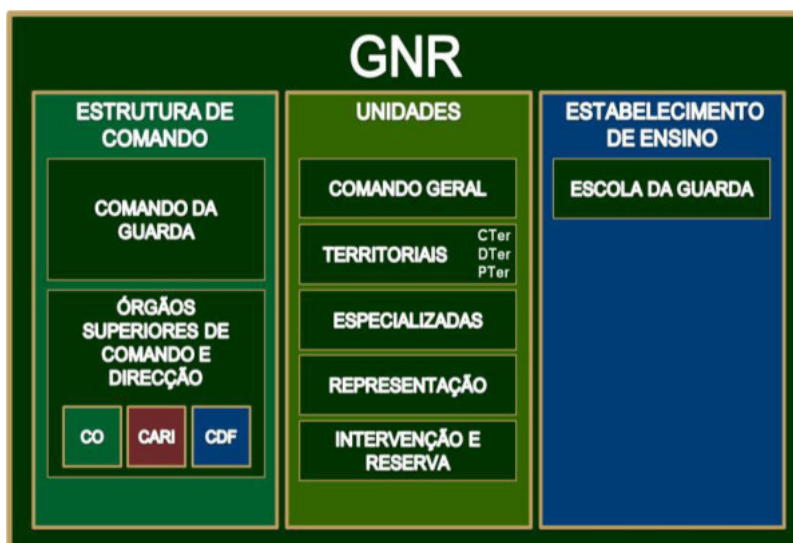 GNR
ESTRUTURA DE
COMANDO
COMANDO DA
GUARDA
ÓRGÃOS
SUPERIORES DE
COMANDO E
DIRECÇÃO
CO
CARI
CDF
UNIDADES
COMANDO GERAL
TERRITORIAIS
CTer
DTer
PTer
ESPECIALIZADAS
REPRESENTAÇÃO
INTERVENÇÃO E
RESERVA
ESTABELECIMENTO
DE ENSINO
ESCOLA DA GUARDA